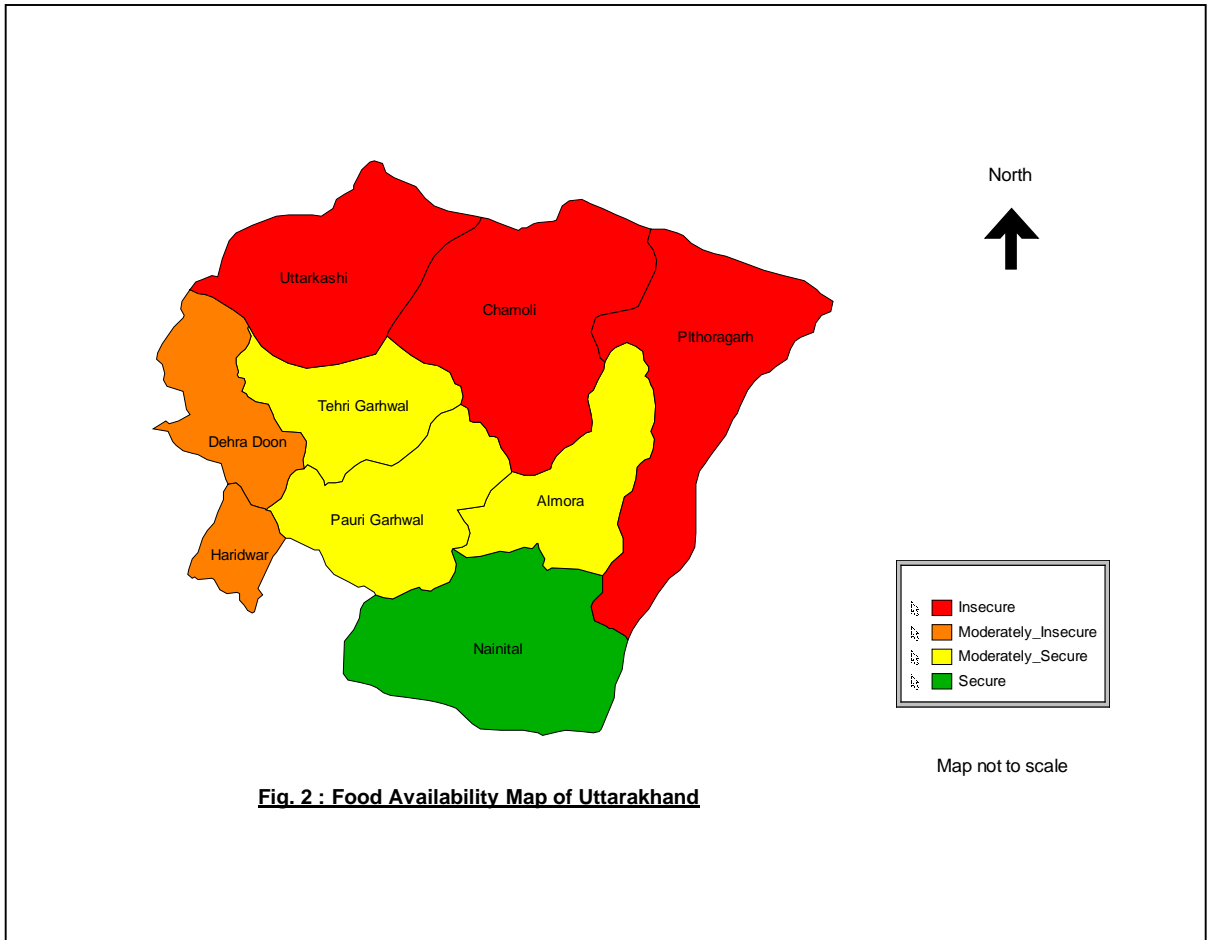 North
Uttarkashi
Chamoli
PIthoragarh
Tehri Garhwal
Dehra Doon
Almora
Pauri Garhwal
Haridwar
Nainital
Insecure
Moderately_Insecure
Moderately_Secure
Secure
Map not to scale
Fig. 2 : Food Availability Map of Uttarakhand